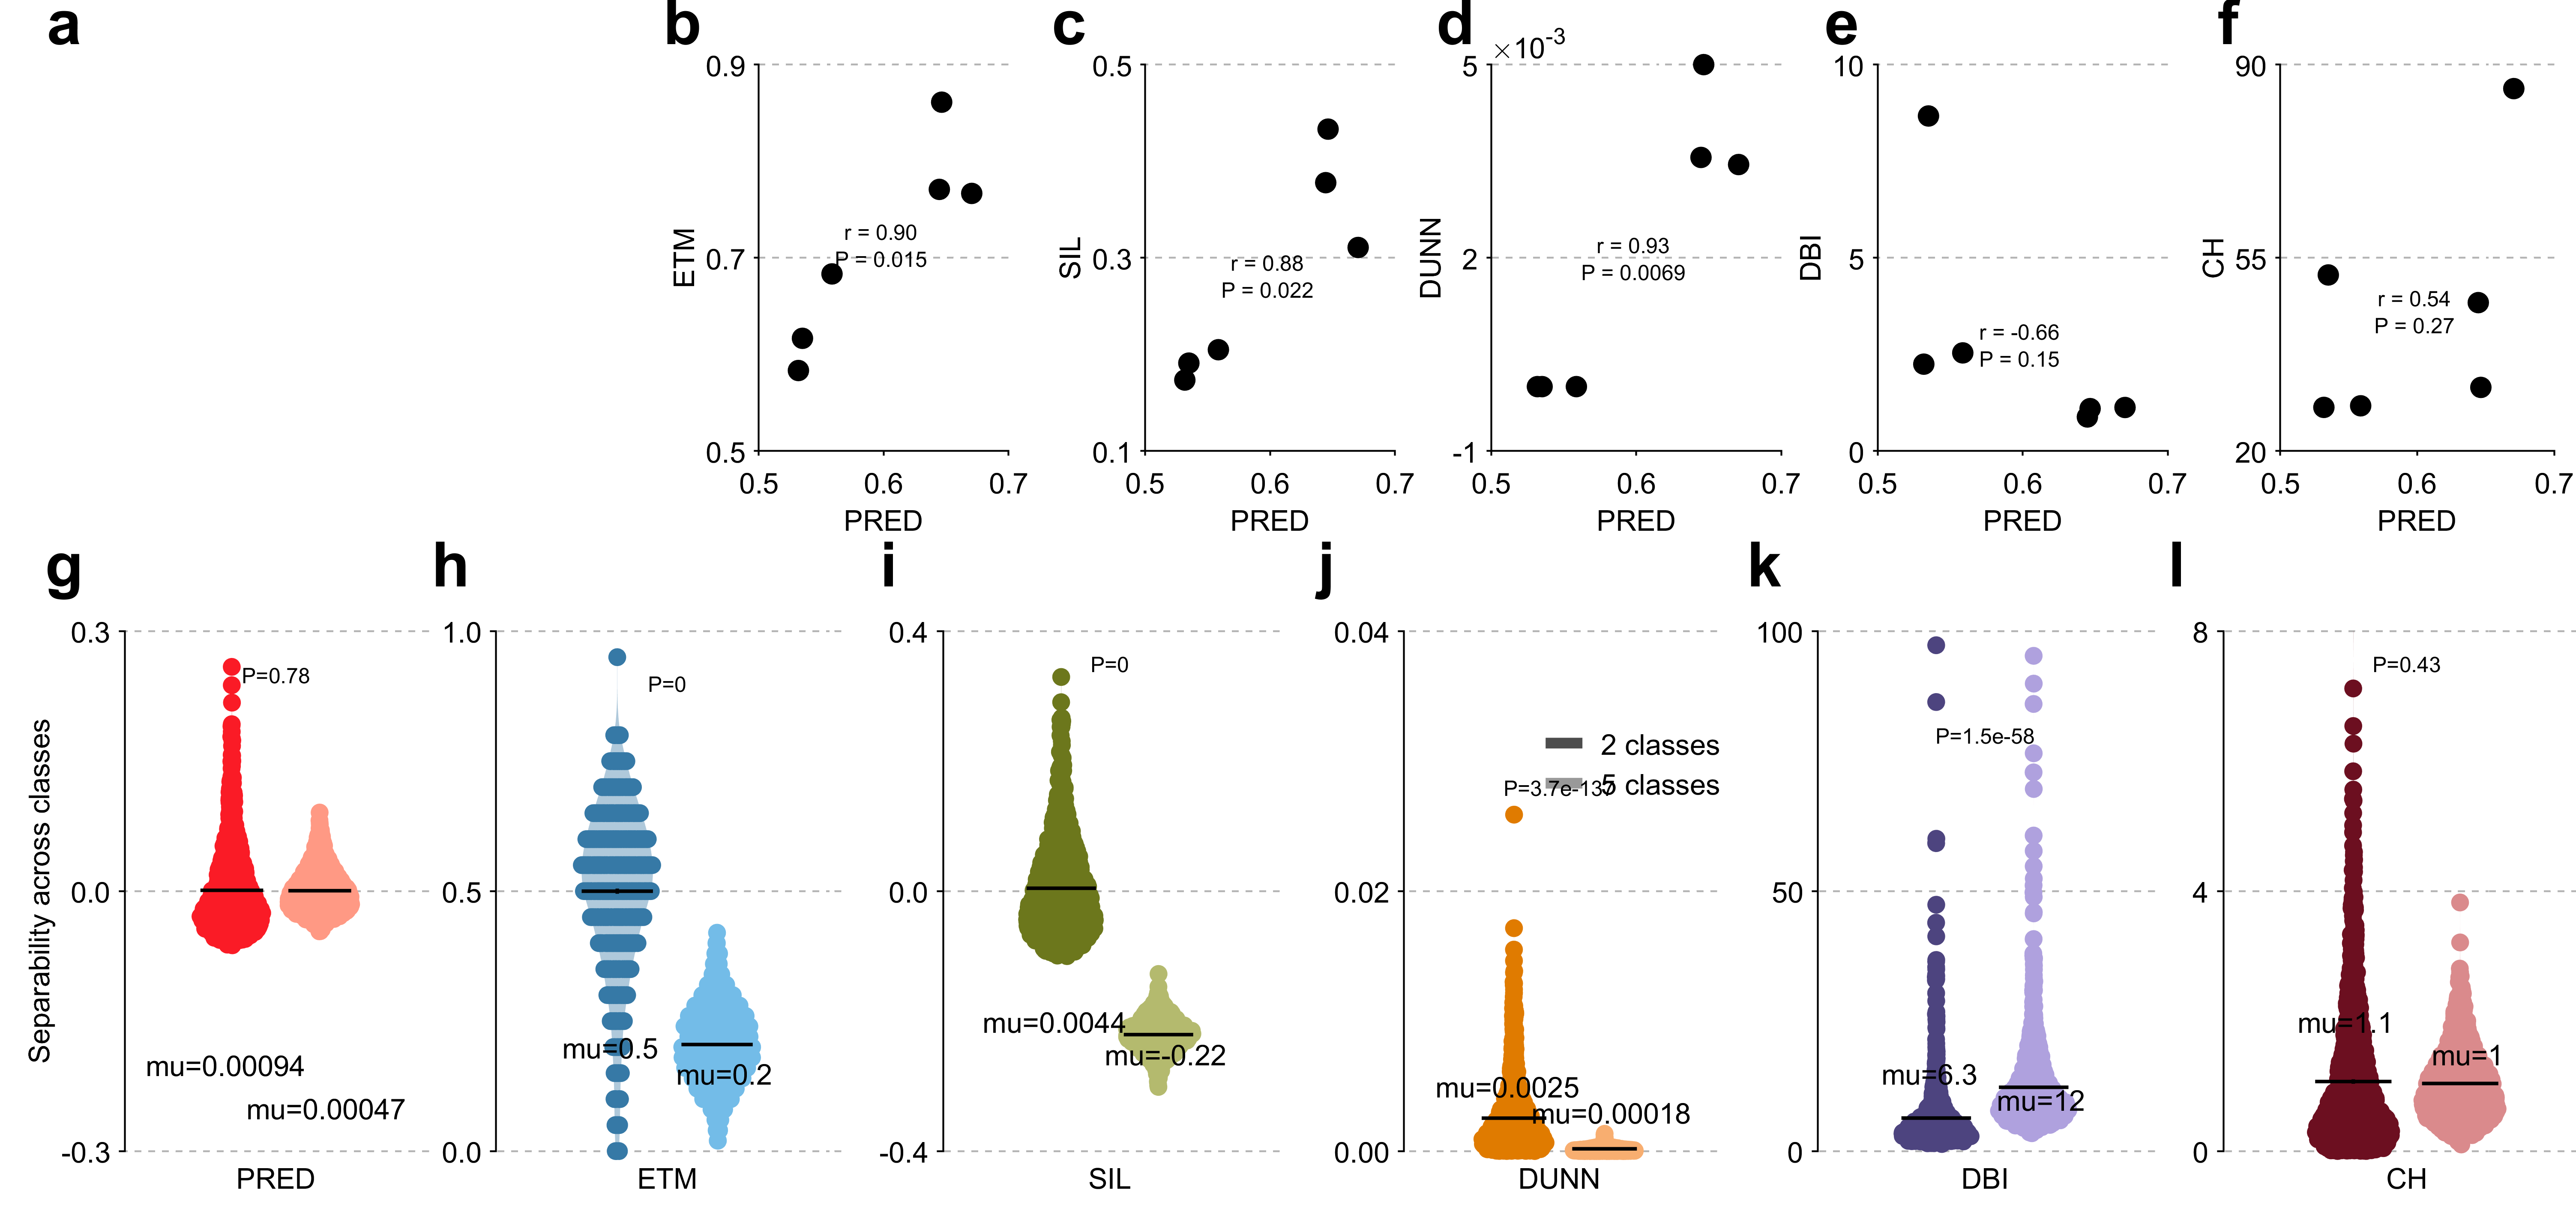 a
b
0.9
0.7
0.5
ETM
r = 0.90
P = 0.015
0.5 0.6 0.7
PRED
c
0.5
0.3
0.1
SIL
r = 0.88
P = 0.022
0.5 0.6 0.7
PRED
d
×10-3
5
2
-1
DUNN
r = 0.93
P = 0.0069
0.5 0.6 0.7
PRED
e
10
5
0
DBI
r = -0.66
P = 0.15
0.5 0.6 0.7
PRED
f
90
55
20
CH
r = 0.54
P = 0.27
0.5 0.6 0.7
PRED
g
Separability across classes
0.3
0.0
-0.3
P=0.78
mu=0.00094
mu=0.00047
PRED
h
1.0
0.5
0.0
P=0
mu=0.5
mu=0.2
ETM
i
0.4
0.0
-0.4
P=0
mu=0.0044
mu=-0.22
SIL
j
0.04
0.02
0.00
2 classes
5 classes
P=3.7e-137
mu=0.0025
mu=0.00018
DUNN
k
100
50
0
P=1.5e-58
mu=6.3
mu=12
DBI
l
8
4
0
P=0.43
mu=1.1
mu=1
CH